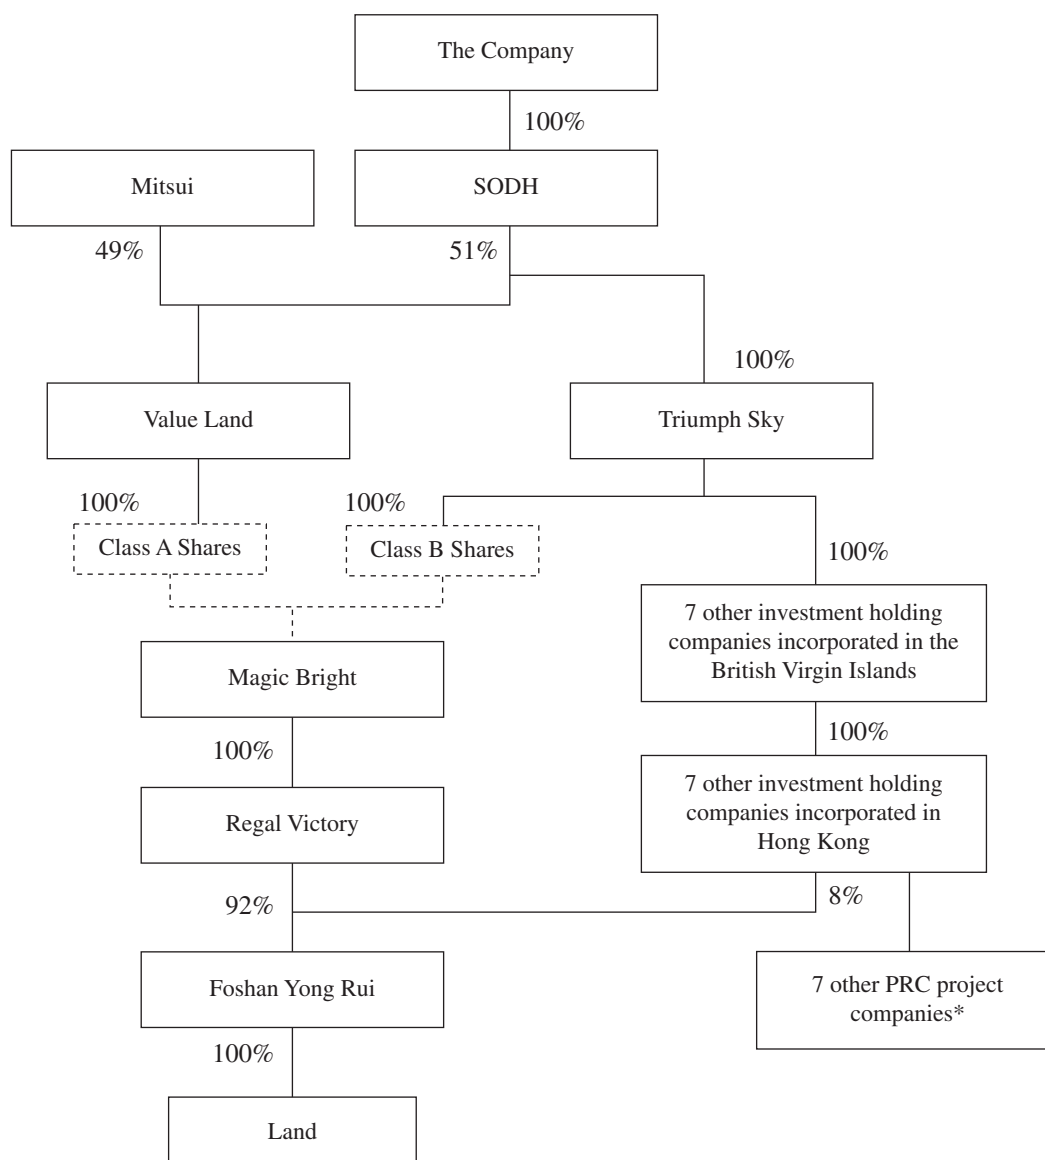 The Company
100%
Mitsui
SODH
49%
51%
100%
Value Land
Triumph Sky
100%
100%
Class A Shares
Class B Shares
100%
7 other investment holding
companies incorporated in the
British Virgin Islands
Magic Bright
100%
100%
7 other investment holding
companies incorporated in
Hong Kong
Regal Victory
92%
8%
Foshan Yong Rui
7 other PRC project
companies*
100%
Land